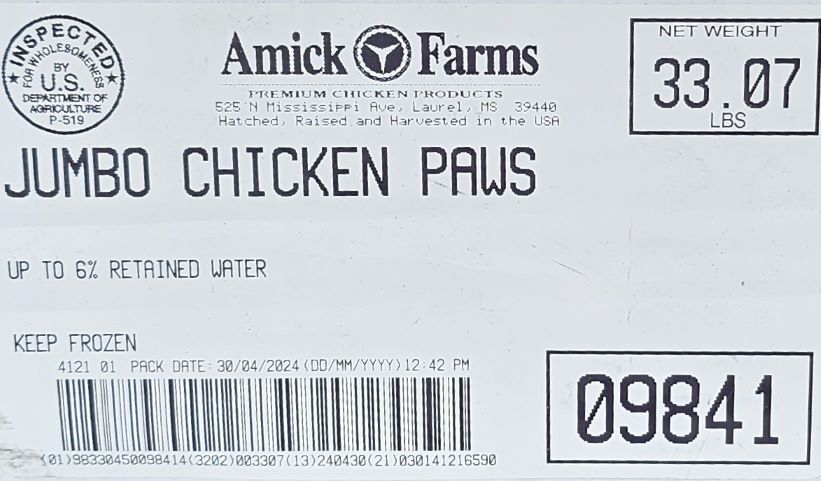 INSPECTED
FOR WHOLESOMENESS
BY
U.S.
DEPARTMENT OF
AGRICULTURE
P-519
Amick Farms
PREMIUM CHICKEN PRODUCTS
525 N Mississippi Ave, Laurel, MS 39440
Hatched, Raised and Harvested in the USA
NET WEIGHT
33.07
LBS
JUMBO CHICKEN PAWS
UP TO 6% RETAINED WATER
KEEP FROZEN
4121 01 PACK DATE: 30/04/2024 (DD/MM/YYYY) 12:42 PM
(01)98330450098414(3202)003307(13)240430(21)030141216590
09841